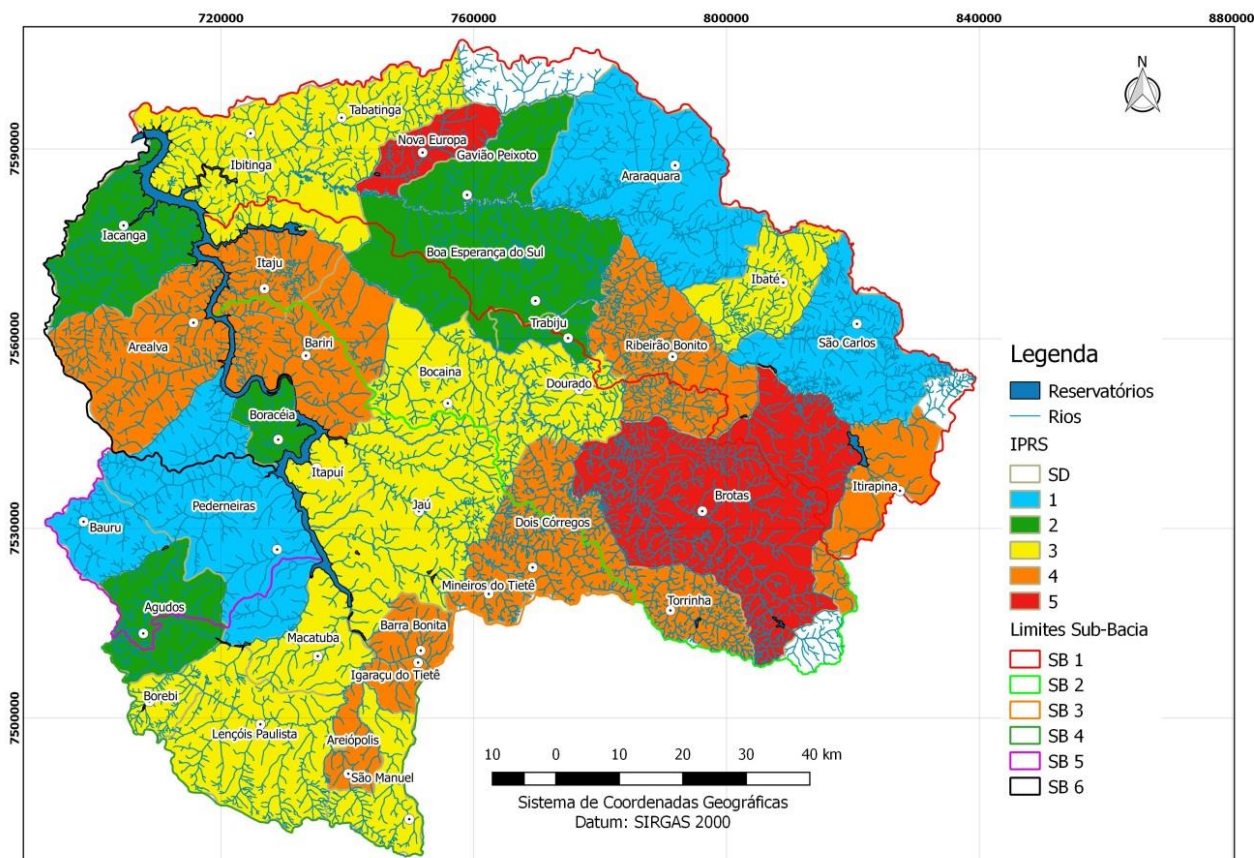 720000 760000 800000 840000 880000
N
7590000
7560000
7530000
7500000
Tabatinga
Ibitinga
Nova Europa
Gavião Peixoto
Araraquara
Iacanga
Boa Esperança do Sul
Itaju
Ibaté
Trabiju
São Carlos
Arealva
Bariri
Ribeirão Bonito
Bocaina
Dourado
Boracéia
Itapuí
Itirapina
Brotas
Pederneiras
Jaú
Bauru
Dois Córregos
Mineiros do Tietê
Agudos
Torrinha
Barra Bonita
Macatuba
Igaraçu do Tietê
Borebi
Lençóis Paulista
Areiópolis
São Manuel
Legenda
Reservatórios
Rios
IPRS
SD
1
2
3
4
5
Limites Sub-Bacia
SB 1
SB 2
SB 3
SB 4
SB 5
SB 6
10 0 10 20 30 40 km
Sistema de Coordenadas Geográficas
Datum: SIRGAS 2000